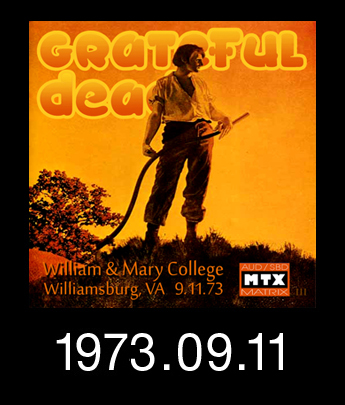 GRATEFUL
dead
William & Mary College
Williamsburg, VA 9.11.73
AUD/SBD
MTX
MATRIX
1973.09.11